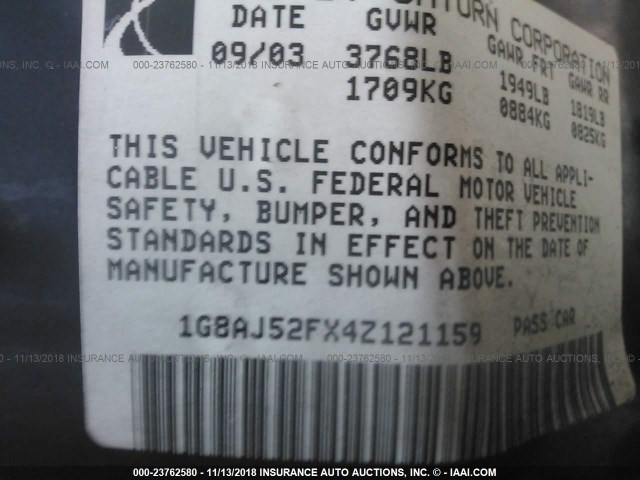 SATURN CORPORATION
DATE GVWR GAWR FRT GAWR RR
09/03 3768LB 1949LB 1819LB
1709KG 0884KG 0825KG
THIS VEHICLE CONFORMS TO ALL APPLI-
CABLE U.S. FEDERAL MOTOR VEHICLE
SAFETY, BUMPER, AND THEFT PREVENTION
STANDARDS IN EFFECT ON THE DATE OF
MANUFACTURE SHOWN ABOVE.
1G8AJ52FX4Z121159 PASS CAR
000-23762580 - 11/13/2018 INSURANCE AUTO AUCTIONS, INC. - © IAAI.COM